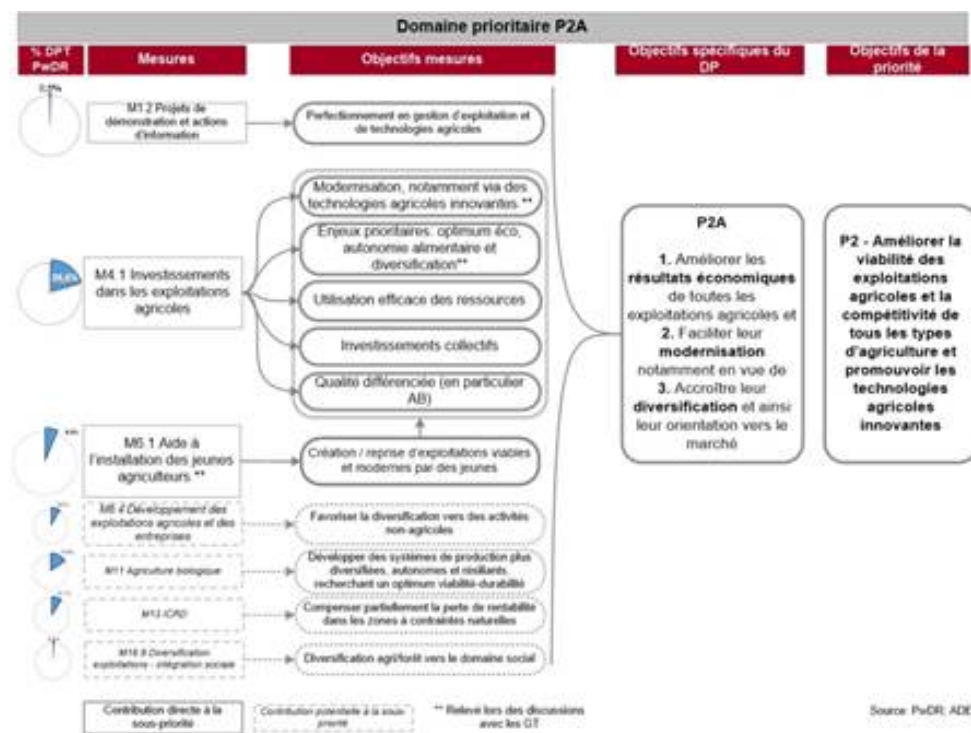 Domaine prioritaire P2A
% DPT
PwDR
Mesures
Objectifs mesures
Objectifs spécifiques du
DP
Objectifs de la
priorité
M1.2 Projets de
démonstration et actions
d'information
Perfectionnement en gestion d'exploitation et
de technologies agricoles
M4.1 Investissements
dans les exploitations
agricoles
Modernisation, notamment via des
technologies agricoles innovantes **
Enjeux prioritaires: optimum éco,
autonomie alimentaire et
diversification**
Utilisation efficace des ressources
Investissements collectifs
Qualité différenciée (en particulier
AB)
M6.1 Aide à
l'installation des jeunes
agriculteurs **
Création / reprise d'exploitations viables
et modernes par des jeunes
M6.4 Développement des
exploitations agricoles et des
entreprises
Favoriser la diversification vers des activités
non-agricoles
M11 Agriculture biologique
Développer des systèmes de production plus
diversifiées, autonomes et résiliants,
recherchant un optimum viabilité-durabilité
M13 ICRD
Compenser partiellement la perte de rentabilité
dans les zones à contraintes naturelles
M16.9 Diversification
exploitations - intégration sociale
Diversification agri/forêt vers le domaine social
P2A
1. Améliorer les
résultats économiques
de toutes les
exploitations agricoles et
2. Faciliter leur
modernisation
notamment en vue de
3. Accroître leur
diversification et ainsi
leur orientation vers le
marché
P2 - Améliorer la
viabilité des
exploitations
agricoles et la
compétitivité de
tous les types
d'agriculture et
promouvoir les
technologies
agricoles
innovantes
Contribution directe à la
sous-priorité
Contribution potentielle à la sous-
priorité
** Relevé lors des discussions
avec les GT
Source: PwDR; ADE